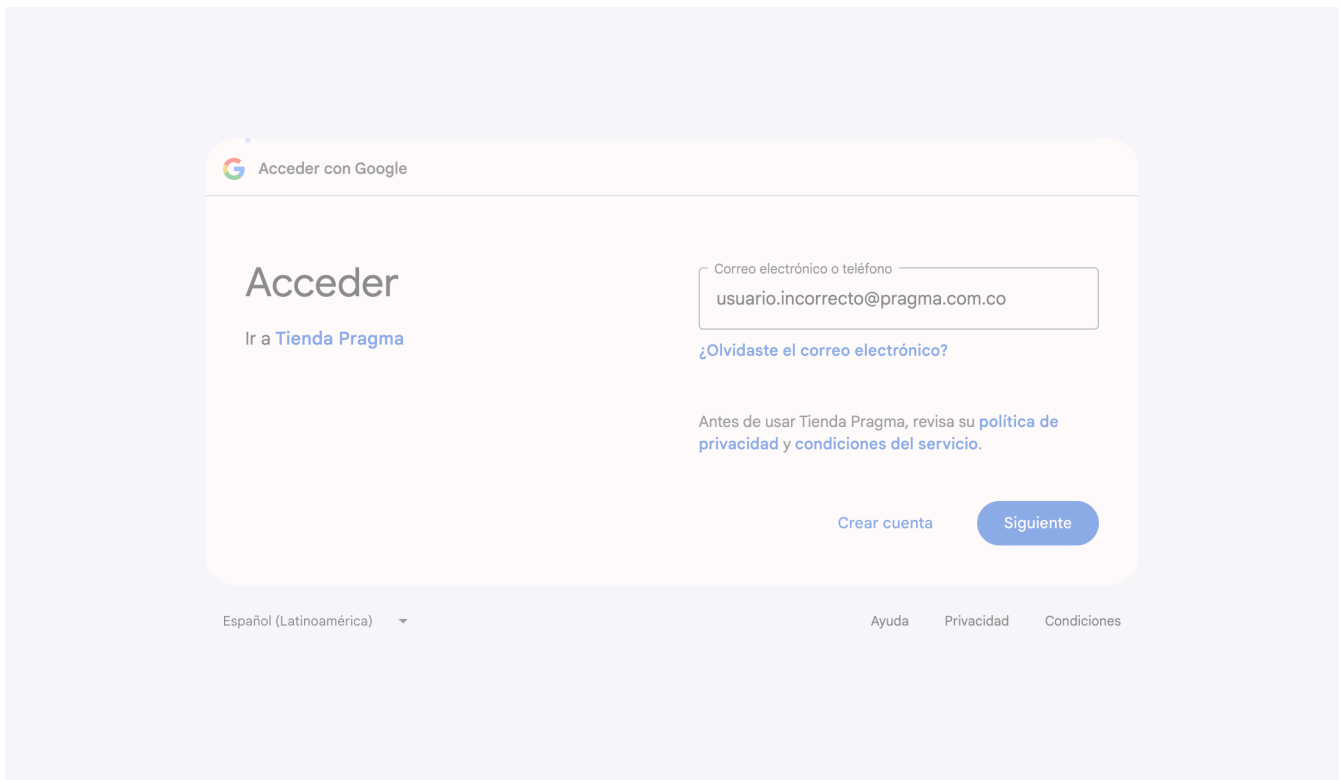 Acceder con Google
Acceder
Ir a Tienda Pragma
Correo electrónico o teléfono
usuario.incorrecto@pragma.com.co
¿Olvidaste el correo electrónico?
Antes de usar Tienda Pragma, revisa su política de
privacidad y condiciones del servicio.
Crear cuenta
Siguiente
Español (Latinoamérica)
Ayuda
Privacidad
Condiciones